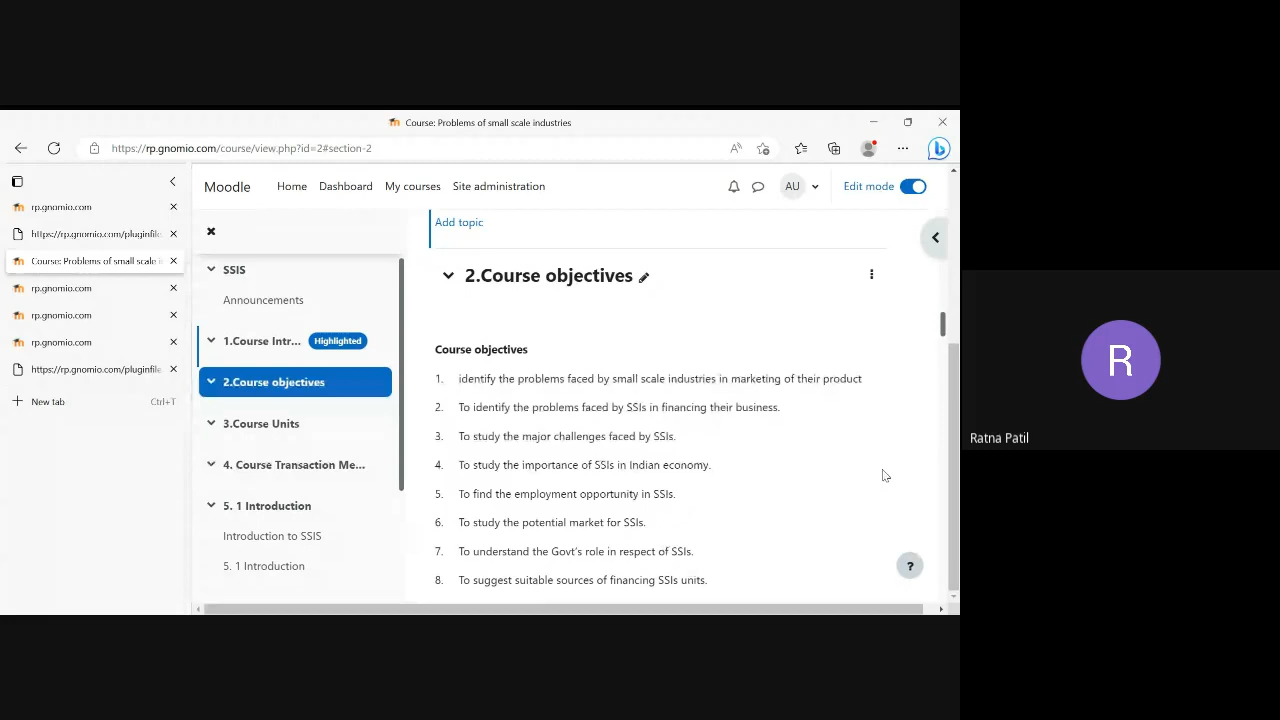 Course: Problems of small scale industries
https://rp.gnomio.com/course/view.php?id=2#section-2
rp.gnomio.com
https://rp.gnomio.com/pluginfile
Course: Problems of small scale i
rp.gnomio.com
rp.gnomio.com
rp.gnomio.com
https://rp.gnomio.com/pluginfile
New tab Ctrl+T
Moodle Home Dashboard My courses Site administration AU Edit mode
SSIS
Announcements
1.Course Intr... Highlighted
2.Course objectives
3.Course Units
4. Course Transaction Me...
5. 1 Introduction
Introduction to SSIS
5. 1 Introduction
Add topic
2.Course objectives
Course objectives
1. identify the problems faced by small scale industries in marketing of their product
2. To identify the problems faced by SSIs in financing their business.
3. To study the major challenges faced by SSIs.
4. To study the importance of SSIs in Indian economy.
5. To find the employment opportunity in SSIs.
6. To study the potential market for SSIs.
7. To understand the Govt's role in respect of SSIs.
8. To suggest suitable sources of financing SSIs units.
?
R
Ratna Patil